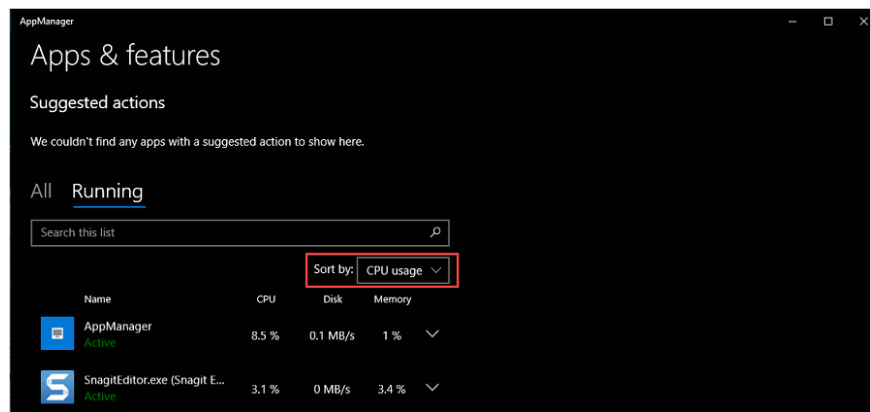 AppManager
Apps & features
Suggested actions
We couldn't find any apps with a suggested action to show here.
All Running
Search this list
Sort by: CPU usage
Name CPU Disk Memory
AppManager
Active
8.5 % 0.1 MB/s 1 %
SnagitEditor.exe (Snagit E...
Active
3.1 % 0 MB/s 3.4 %